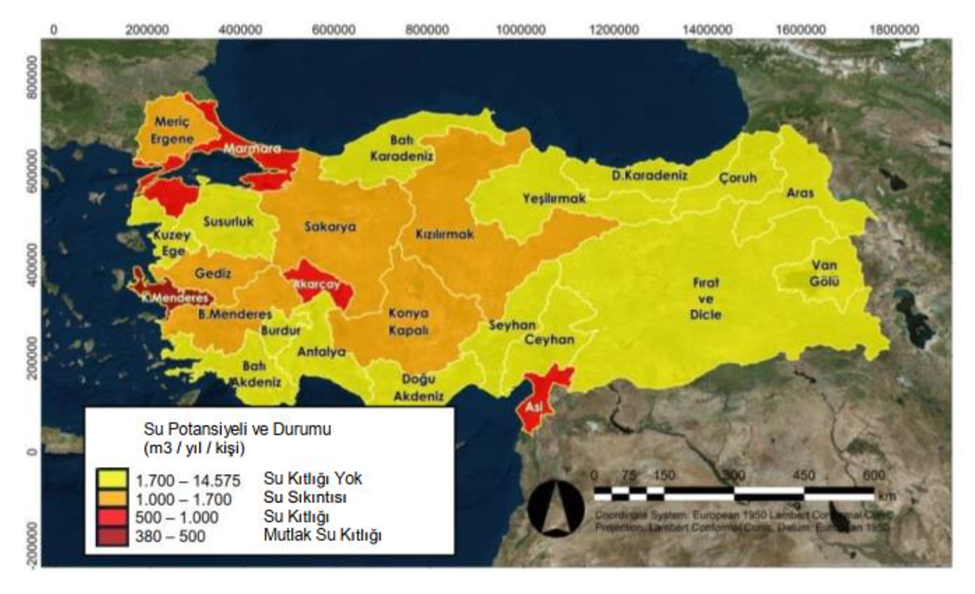 0 200000 400000 600000 800000 1000000 1200000 1400000 1600000 1800000
800000
600000
400000
200000
0
-200000
Meriç
Ergene
Marmara
Batı
Karadeniz
D.Karadeniz
Çoruh
Aras
Yeşilırmak
Susurluk
Sakarya
Kızılırmak
Kuzey
Ege
Gediz
Akarçay
Van
Gölü
K.Menderes
B.Menderes
Konya
Kapalı
Fırat
ve
Dicle
Burdur
Seyhan
Ceyhan
Antalya
Batı
Akdeniz
Doğu
Akdeniz
Asi
Su Potansiyeli ve Durumu
(m3 / yıl / kişi)
1.700 – 14.575 Su Kıtlığı Yok
1.000 – 1.700 Su Sıkıntısı
500 – 1.000 Su Kıtlığı
380 – 500 Mutlak Su Kıtlığı
0 75 150 300 450 600
km
Coordinate System: European 1950 Lambert Conformal Conic
Projection: Lambert Conformal Conic, Datum: European 1950